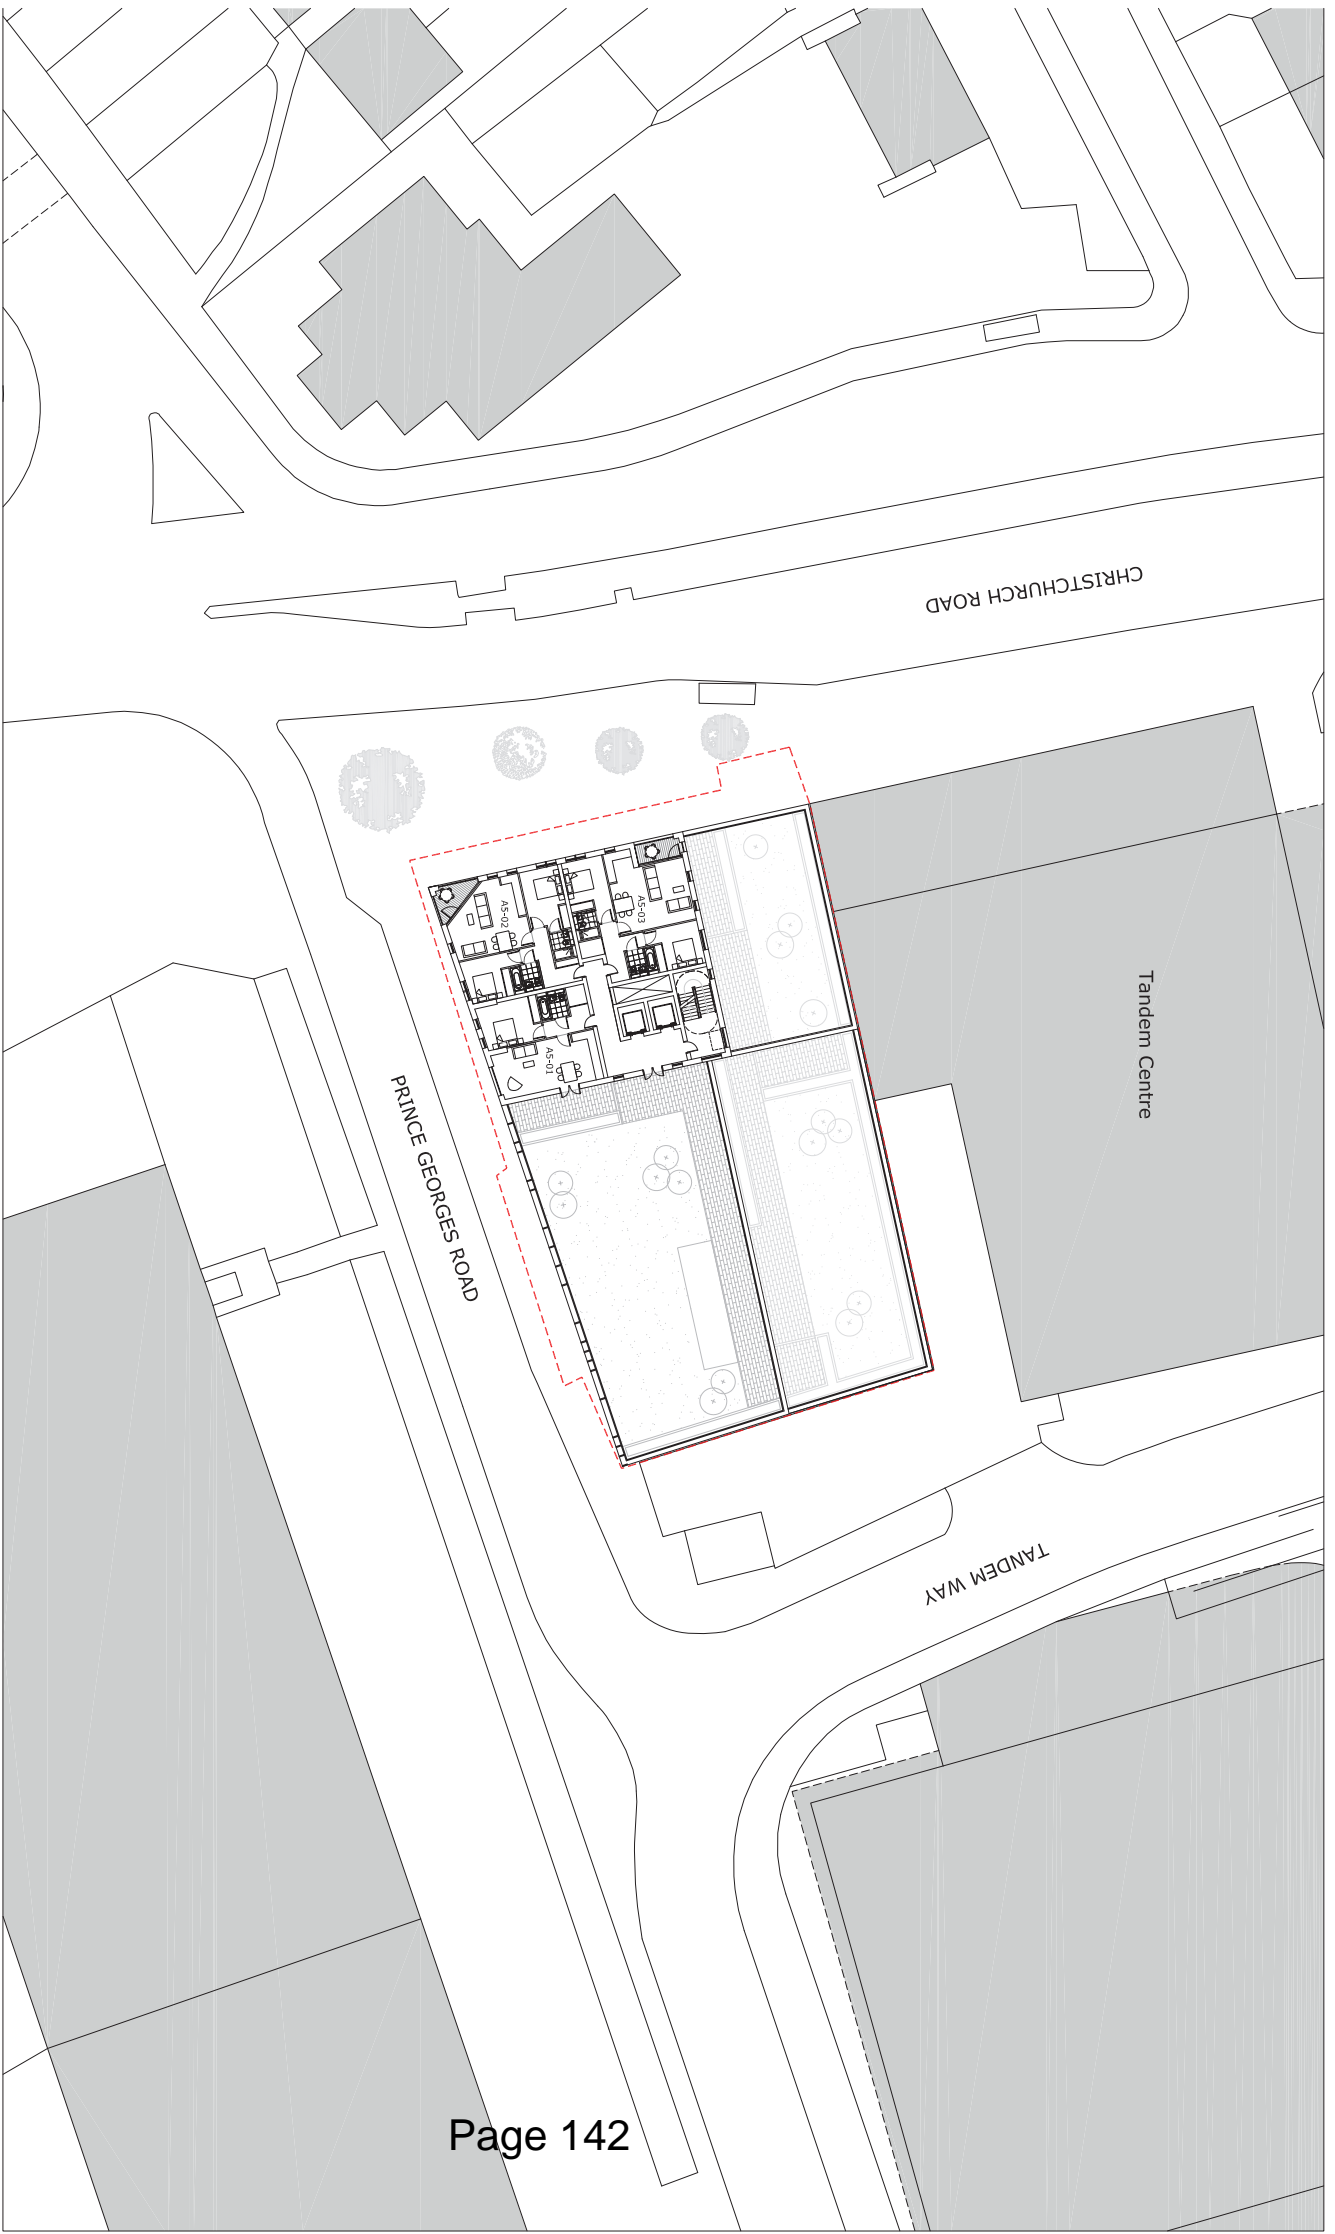 CHRISTCHURCH ROAD
A5-03
A5-02
A5-01
Tandem Centre
PRINCE GEORGES ROAD
TANDEM WAY
Page 142